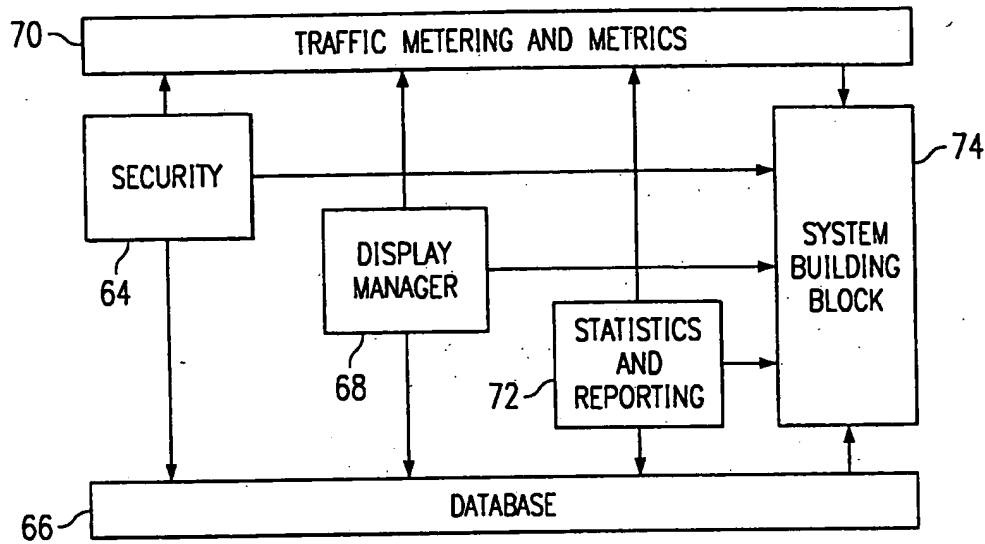 70
TRAFFIC METERING AND METRICS
SECURITY
64
74
DISPLAY
MANAGER
68
SYSTEM
BUILDING
BLOCK
STATISTICS
AND
REPORTING
72
DATABASE
66